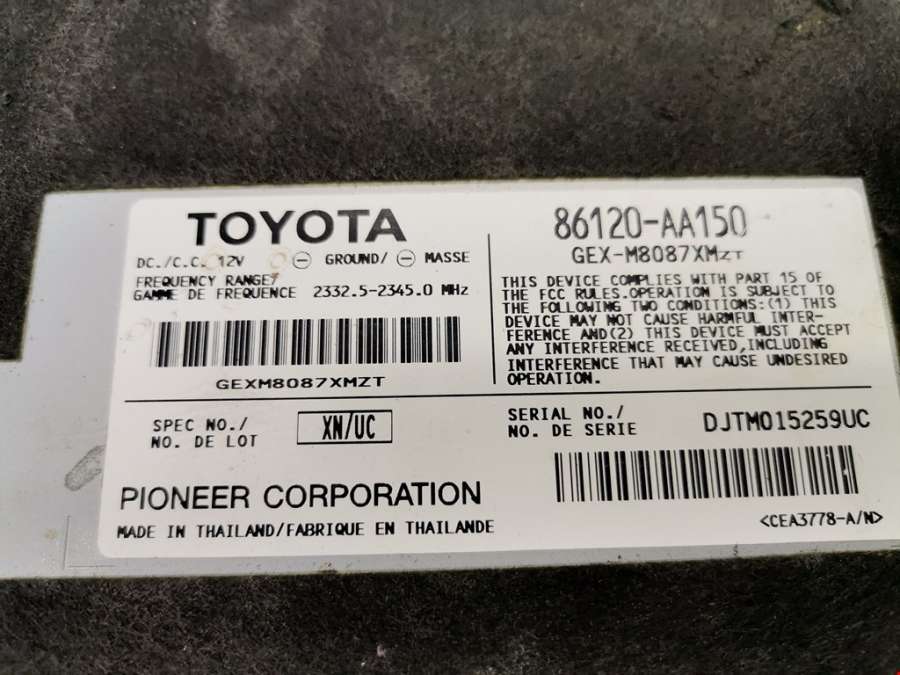 TOYOTA
DC./C.C. 12V ⊖ GROUND/ ⊖ MASSE
FREQUENCY RANGE/
GAMME DE FREQUENCE 2332.5-2345.0 MHz
GEXM8087XMZT
86120-AA150
GEX-M8087XMZT
THIS DEVICE COMPLIES WITH PART 15 OF
THE FCC RULES.OPERATION IS SUBJECT TO
THE FOLLOWING TWO CONDITIONS:(1) THIS
DEVICE MAY NOT CAUSE HARMFUL INTER-
FERENCE AND(2) THIS DEVICE MUST ACCEPT
ANY INTERFERENCE RECEIVED,INCLUDING
INTERFERENCE THAT MAY CAUSE UNDESIRED
OPERATION.
SPEC NO./
NO. DE LOT
XN/UC
SERIAL NO./
NO. DE SERIE
DJTM015259UC
PIONEER CORPORATION
MADE IN THAILAND/FABRIQUE EN THAILANDE
<CEA3778-A/N>